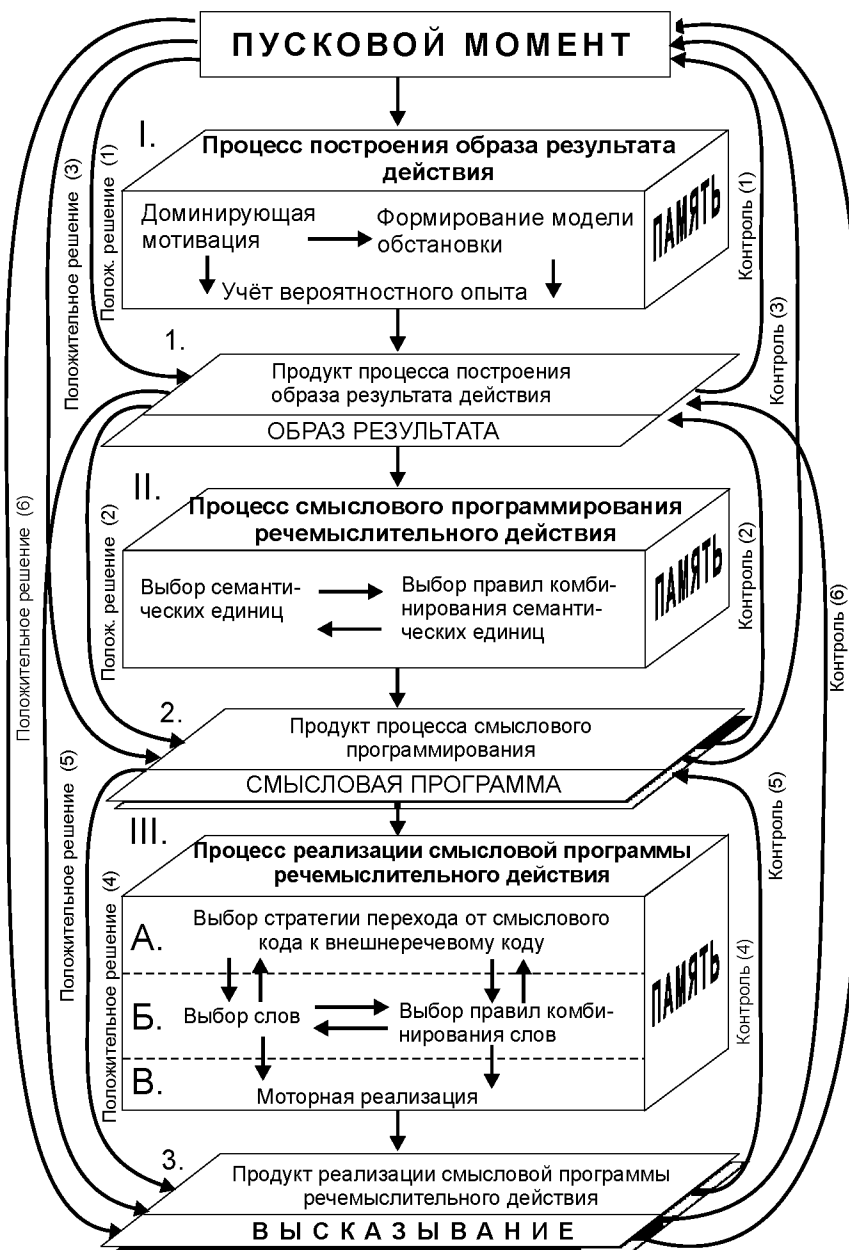 ПУСКОВОЙ МОМЕНТ
I.
Процесс построения образа результата
действия
Доминирующая
мотивация
Формирование модели
обстановки
Учёт вероятностного опыта
ПАМЯТЬ
Положительное решение (3)
Полож. решение (1)
Контроль (1)
Контроль (3)
1.
Продукт процесса построения
образа результата действия
ОБРАЗ РЕЗУЛЬТАТА
II.
Процесс смыслового программирования
речемыслительного действия
Выбор семанти-
ческих единиц
Выбор правил комби-
нирования семанти-
ческих единиц
ПАМЯТЬ
Положительное решение (6)
Полож. решение (2)
Контроль (2)
Контроль (6)
2.
Продукт процесса смыслового
программирования
СМЫСЛОВАЯ ПРОГРАММА
III.
Процесс реализации смысловой программы
речемыслительного действия
А.
Выбор стратегии перехода от смыслового
кода к внешнеречевому коду
Б.
Выбор слов
Выбор правил комби-
нирования слов
В.
Моторная реализация
ПАМЯТЬ
Положительное решение (5)
Положительное решение (4)
Контроль (4)
Контроль (5)
3.
Продукт реализации смысловой программы
речемыслительного действия
ВЫСКАЗЫВАНИЕ